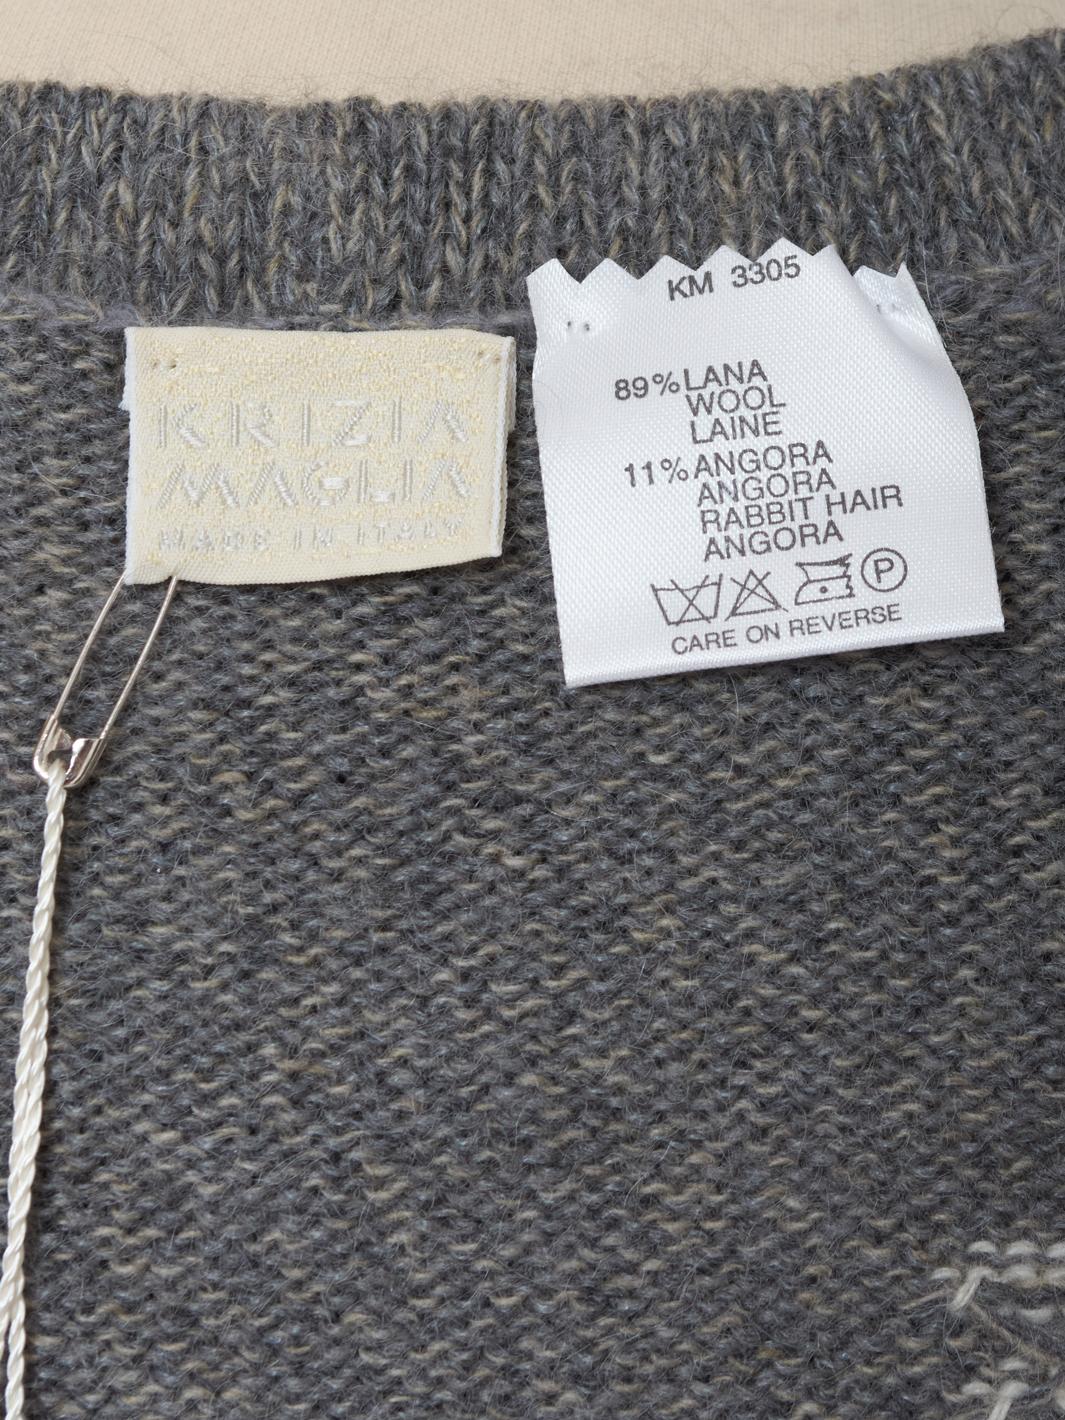 KRIZIA
MAGLIA
MADE IN ITALY
KM 3305
89% LANA
WOOL
LAINE
11% ANGORA
ANGORA
RABBIT HAIR
ANGORA
P
CARE ON REVERSE